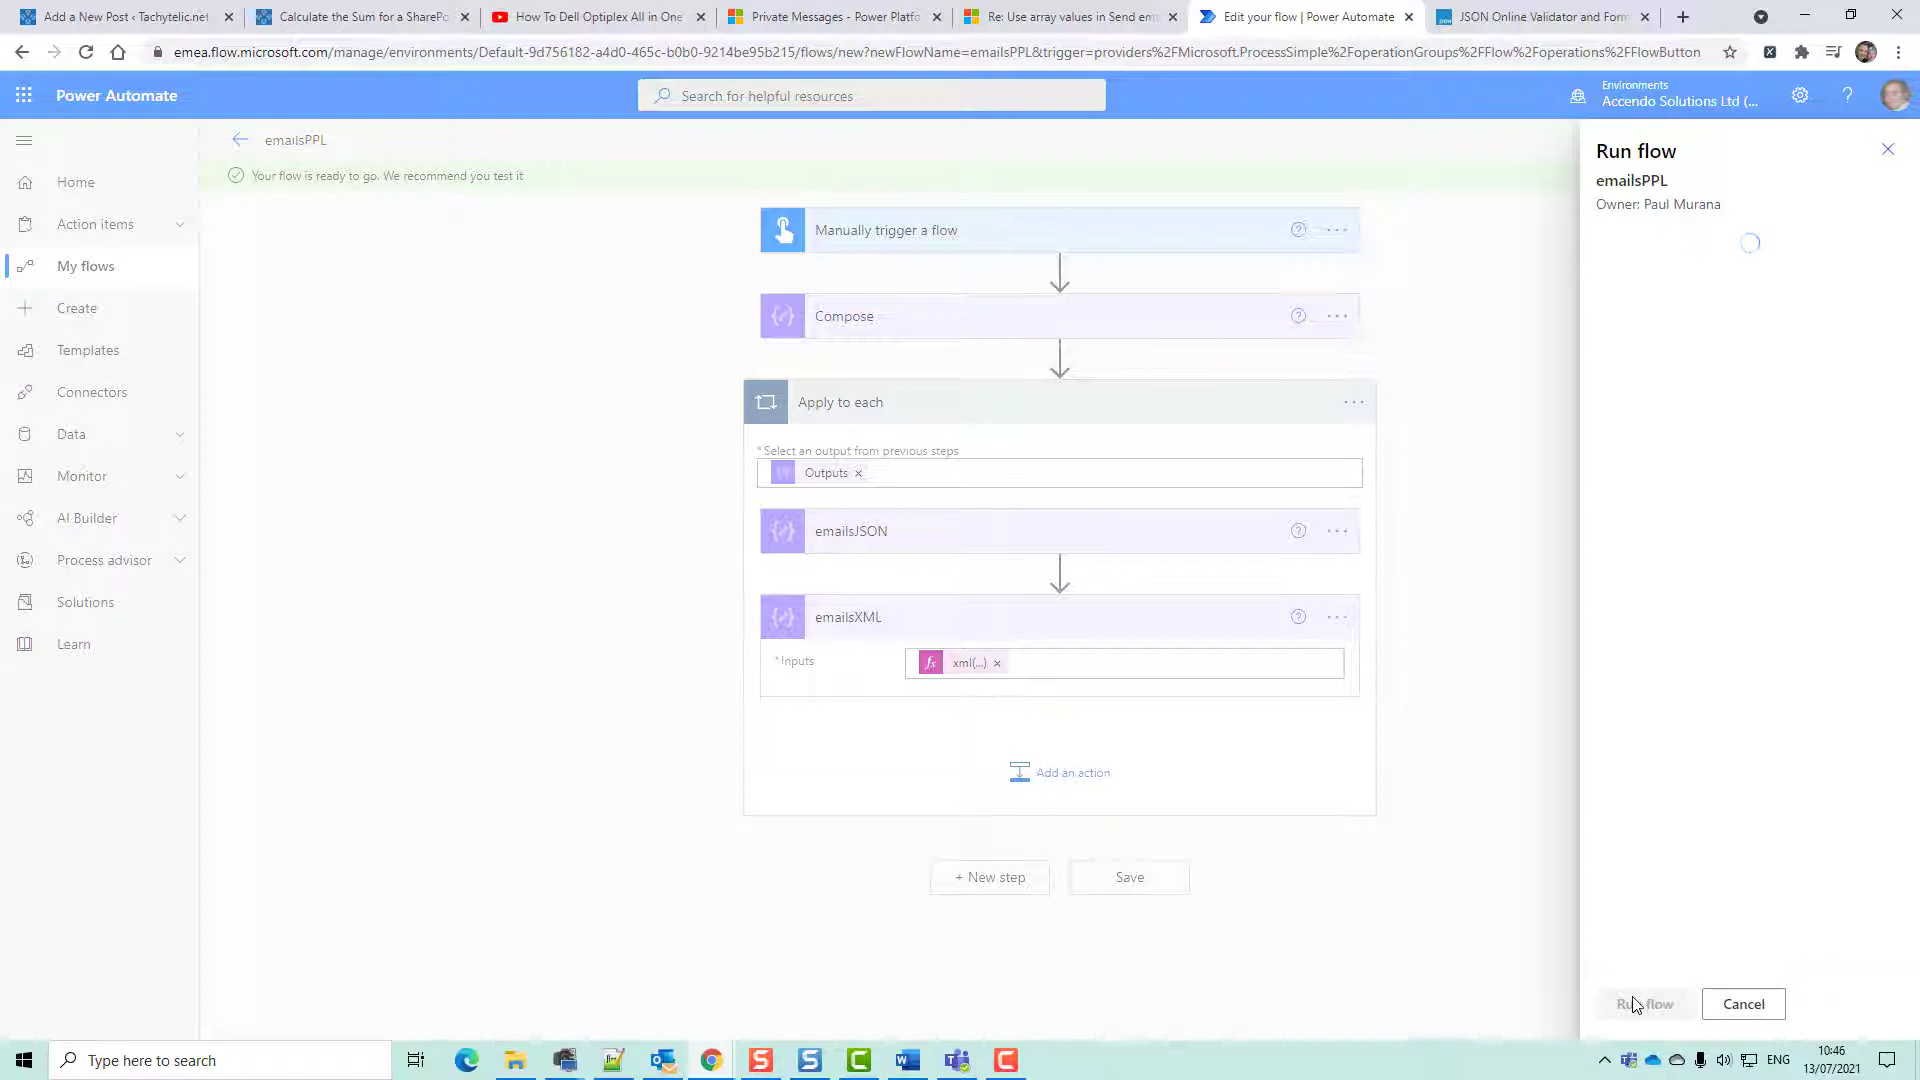 Add a New Post ‹ Tachytelic.net
Calculate the Sum for a SharePo
How To Dell Optiplex All in One
Private Messages - Power Platfo
Re: Use array values in Send em
Edit your flow | Power Automate
JSON Online Validator and Form
emea.flow.microsoft.com/manage/environments/Default-9d756182-a4d0-465c-b0b0-9214be95b215/flows/new?newFlowName=emailsPPL&trigger=providers%2FMicrosoft.ProcessSimple%2FoperationGroups%2FFlow%2Foperations%2FFlowButton
Power Automate
Search for helpful resources
Environments
Accendo Solutions Ltd (...
Home
Action items
My flows
Create
Templates
Connectors
Data
Monitor
AI Builder
Process advisor
Solutions
Learn
emailsPPL
Your flow is ready to go. We recommend you test it
Manually trigger a flow
Compose
Apply to each
* Select an output from previous steps
Outputs
emailsJSON
emailsXML
* Inputs
fx xml(...)
Add an action
+ New step
Save
Run flow
emailsPPL
Owner: Paul Murana
Run flow
Cancel
Type here to search
ENG
10:46
13/07/2021